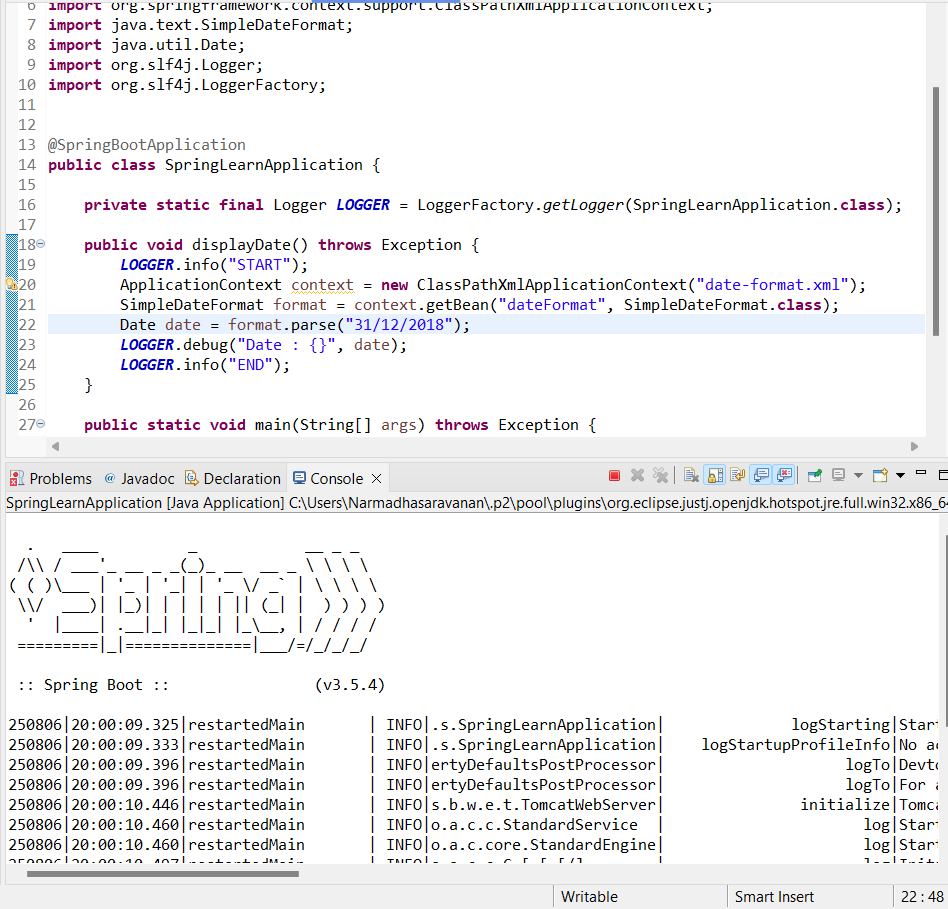 6 import org.springframework.context.support.ClassPathXmlApplicationContext;
7 import java.text.SimpleDateFormat;
8 import java.util.Date;
9 import org.slf4j.Logger;
10 import org.slf4j.LoggerFactory;
11
12
13 @SpringBootApplication
14 public class SpringLearnApplication {
15
16     private static final Logger LOGGER = LoggerFactory.getLogger(SpringLearnApplication.class);
17
18     public void displayDate() throws Exception {
19         LOGGER.info("START");
20         ApplicationContext context = new ClassPathXmlApplicationContext("date-format.xml");
21         SimpleDateFormat format = context.getBean("dateFormat", SimpleDateFormat.class);
22         Date date = format.parse("31/12/2018");
23         LOGGER.debug("Date : {}", date);
24         LOGGER.info("END");
25     }
26
27     public static void main(String[] args) throws Exception {
Problems @ Javadoc Declaration Console
SpringLearnApplication [Java Application] C:\Users\Narmadhasaravanan\.p2\pool\plugins\org.eclipse.justj.openjdk.hotspot.jre.full.win32.x86_64
  .   ____          _            __ _ _
 /\\ / ___'_ __ _ _(_)_ __  __ _ \ \ \ \
( ( )\___ | '_ | '_| | '_ \/ _` | \ \ \ \
 \\/  ___)| |_)| | | | | || (_| |  ) ) ) )
  '  |____| .__|_| |_|_| |_\__, | / / / /
 =========|_|==============|___/=/_/_/_/
 :: Spring Boot ::                (v3.5.4)
250806|20:00:09.325|restartedMain       | INFO|.s.SpringLearnApplication|               logStarting|Start
250806|20:00:09.333|restartedMain       | INFO|.s.SpringLearnApplication|     logStartupProfileInfo|No ac
250806|20:00:09.396|restartedMain       | INFO|ertyDefaultsPostProcessor|                     logTo|Devto
250806|20:00:09.396|restartedMain       | INFO|ertyDefaultsPostProcessor|                     logTo|For a
250806|20:00:10.446|restartedMain       | INFO|s.b.w.e.t.TomcatWebServer|                initialize|Tomca
250806|20:00:10.460|restartedMain       | INFO|o.a.c.c.StandardService  |                       log|Start
250806|20:00:10.460|restartedMain       | INFO|o.a.c.core.StandardEngine|                       log|Start
Writable Smart Insert 22 : 48